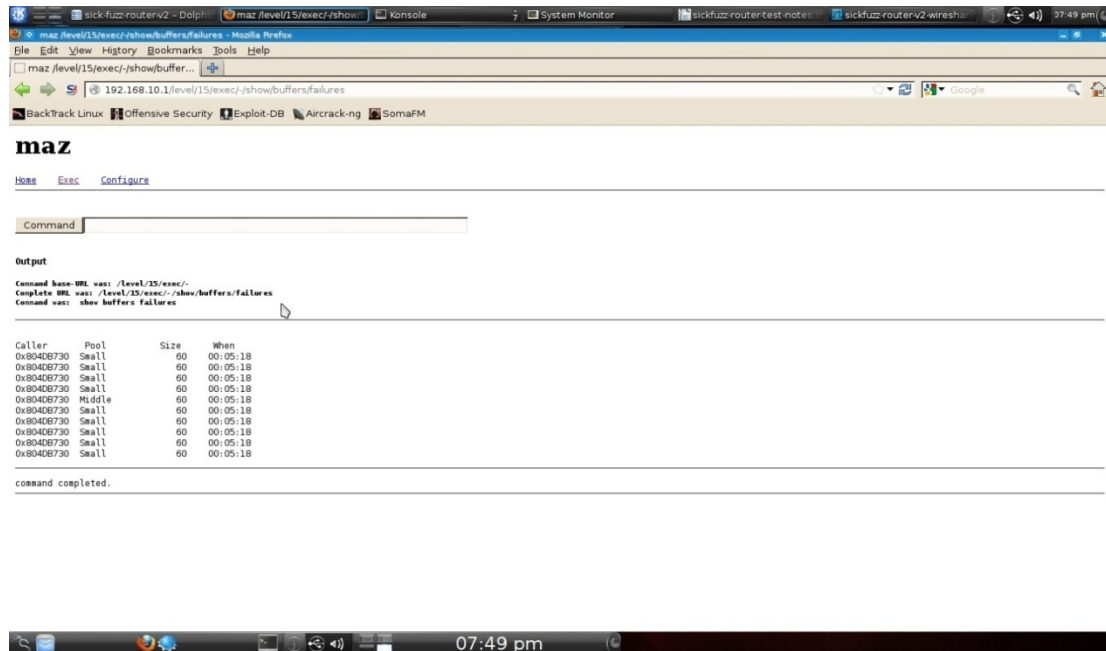 sick-fuzz-router-v2 – Dolph
maz /level/15/exec/-/show/
Konsole
7
System Monitor
sickfuzz-router-test-notes
sickfuzz-router-v2-wireshar
37:49 pm
maz /level/15/exec/-/show/buffers/failures - Mozilla Firefox
File Edit View History Bookmarks Tools Help
maz /level/15/exec/-/show/buffer...
192.168.10.1/level/15/exec/-/show/buffers/failures
Google
BackTrack Linux Offensive Security Exploit-DB Aircrack-ng SomaFM
maz
Home Exec Configure
Command
Output
Command base-URL was: /level/15/exec/-
Complete URL was: /level/15/exec/-/show/buffers/failures
Command was: show buffers failures
Caller Pool Size When
0x804DB730 Small 60 00:05:18
0x804DB730 Small 60 00:05:18
0x804DB730 Small 60 00:05:18
0x804DB730 Small 60 00:05:18
0x804DB730 Middle 60 00:05:18
0x804DB730 Small 60 00:05:18
0x804DB730 Small 60 00:05:18
0x804DB730 Small 60 00:05:18
0x804DB730 Small 60 00:05:18
0x804DB730 Small 60 00:05:18
command completed.
07:49 pm